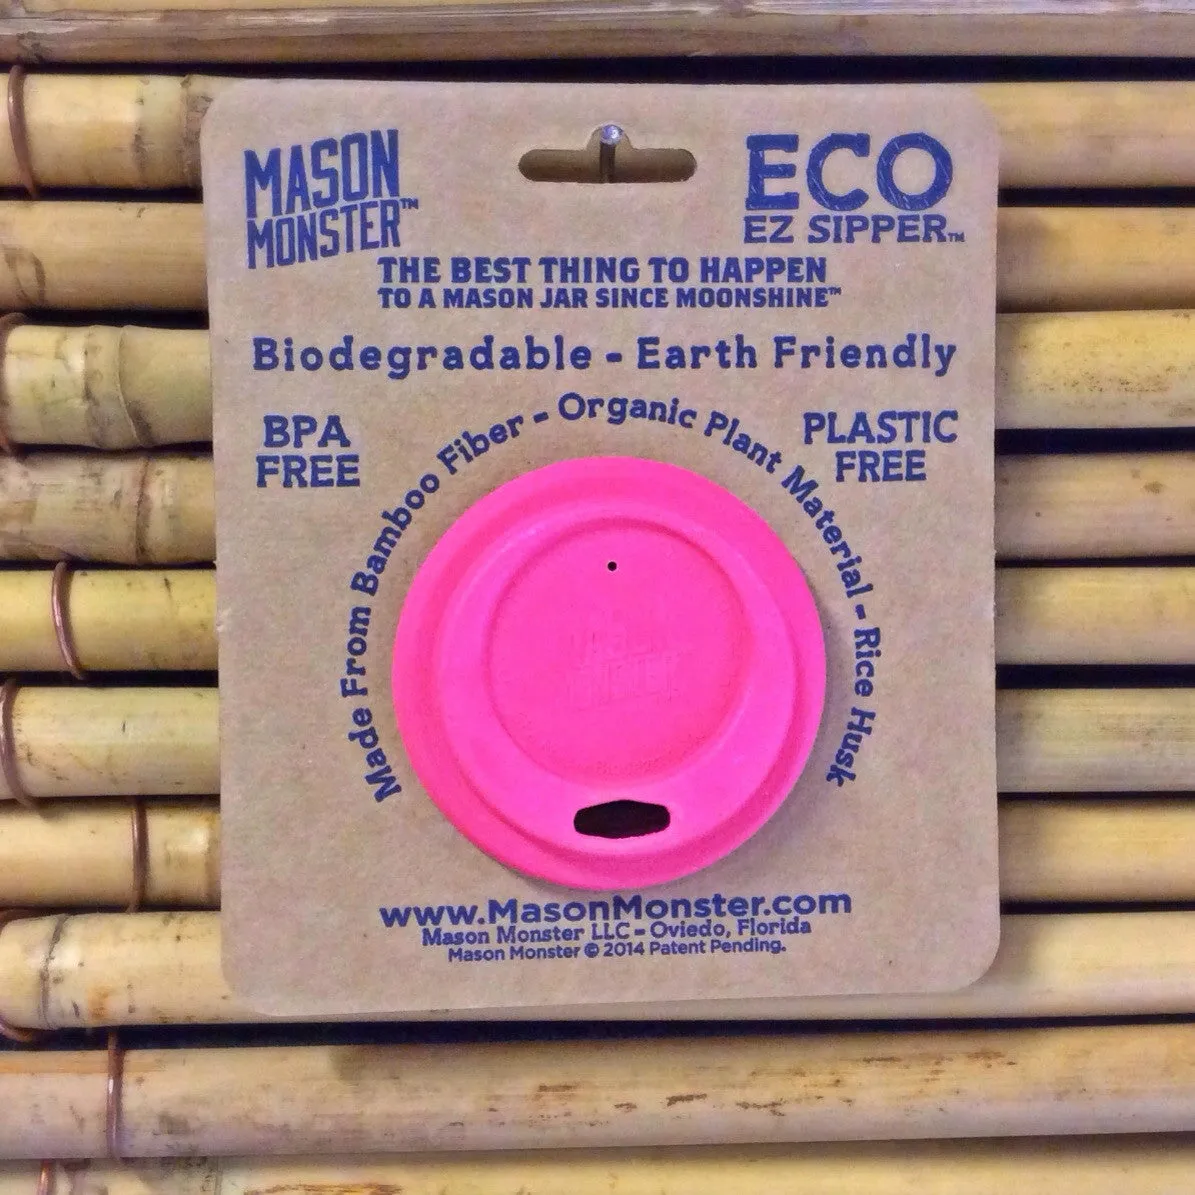 MASON
MONSTER™
ECO
EZ SIPPER™
THE BEST THING TO HAPPEN
TO A MASON JAR SINCE MOONSHINE™
Biodegradable - Earth Friendly
BPA
FREE
PLASTIC
FREE
Made From Bamboo Fiber - Organic Plant Material - Rice Husk
www.MasonMonster.com
Mason Monster LLC - Oviedo, Florida
Mason Monster © 2014 Patent Pending.